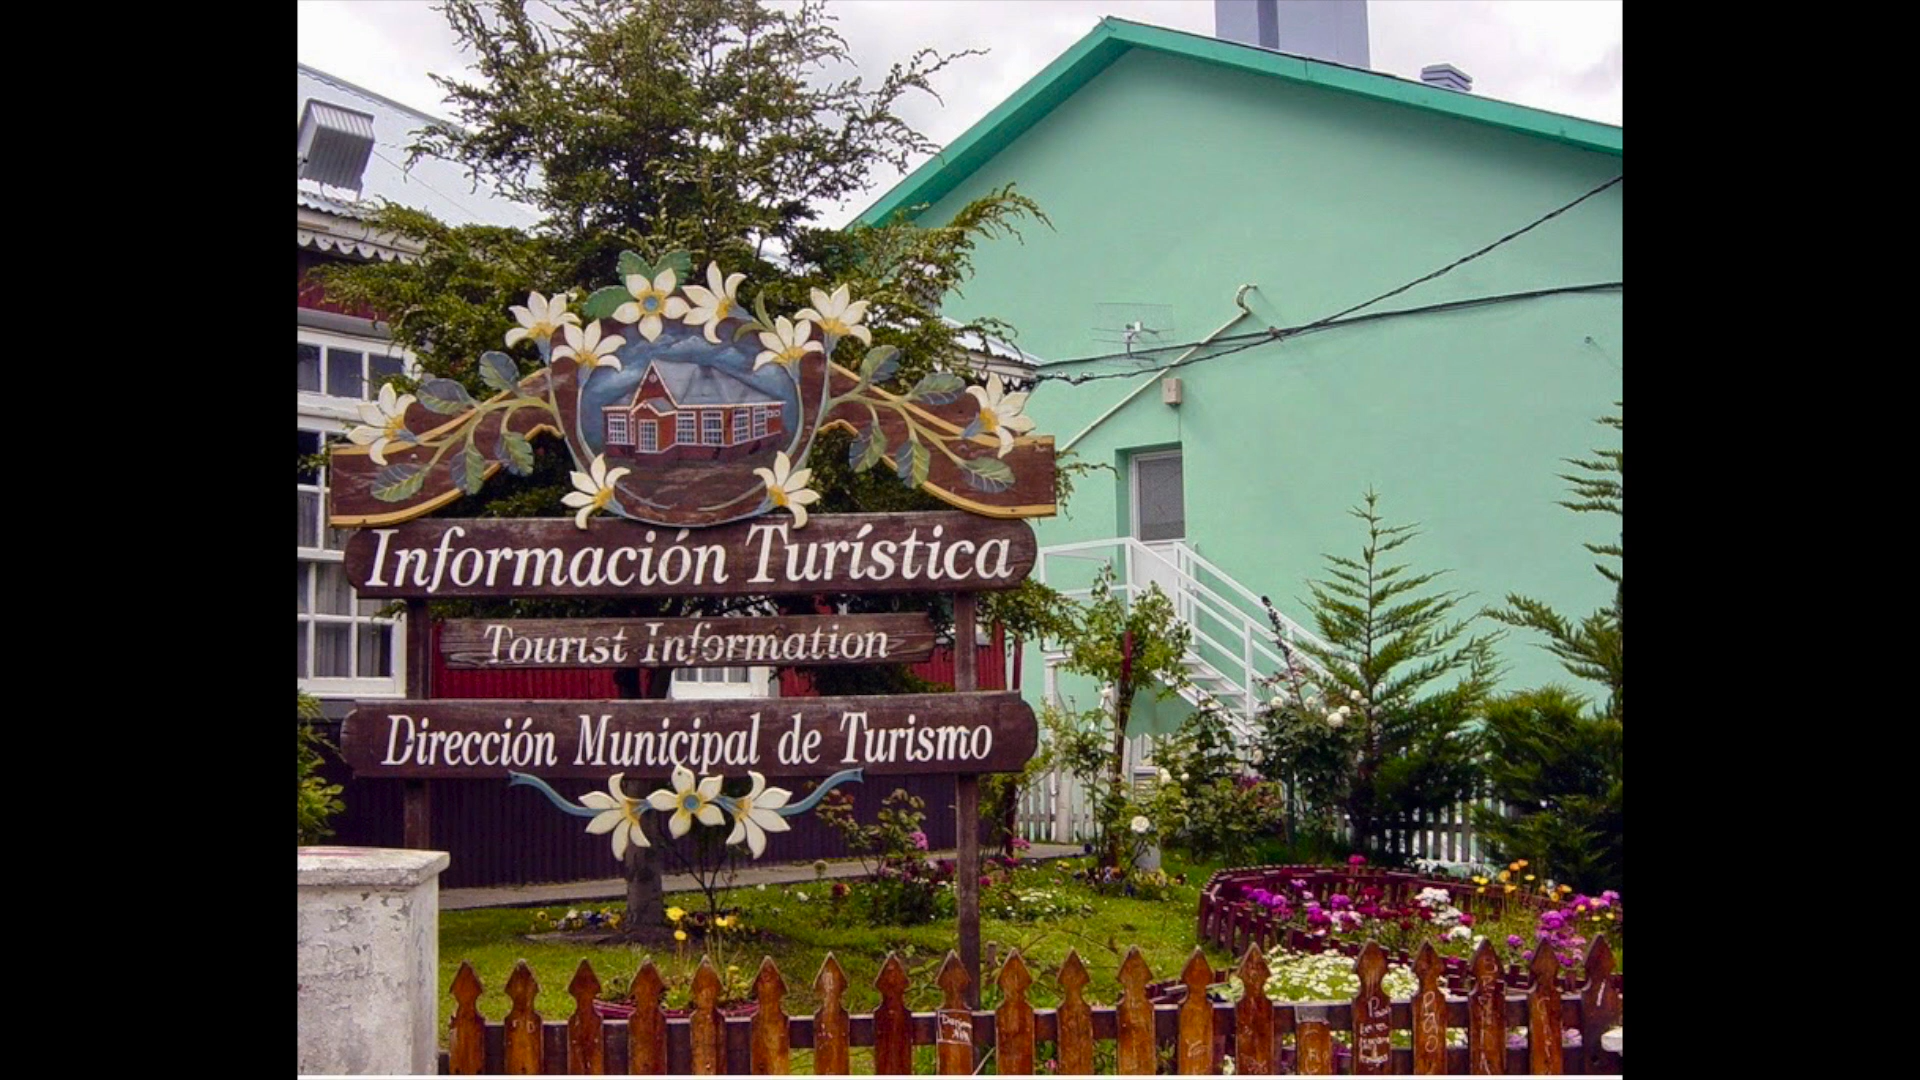 Información Turística
Tourist Information
Dirección Municipal de Turismo